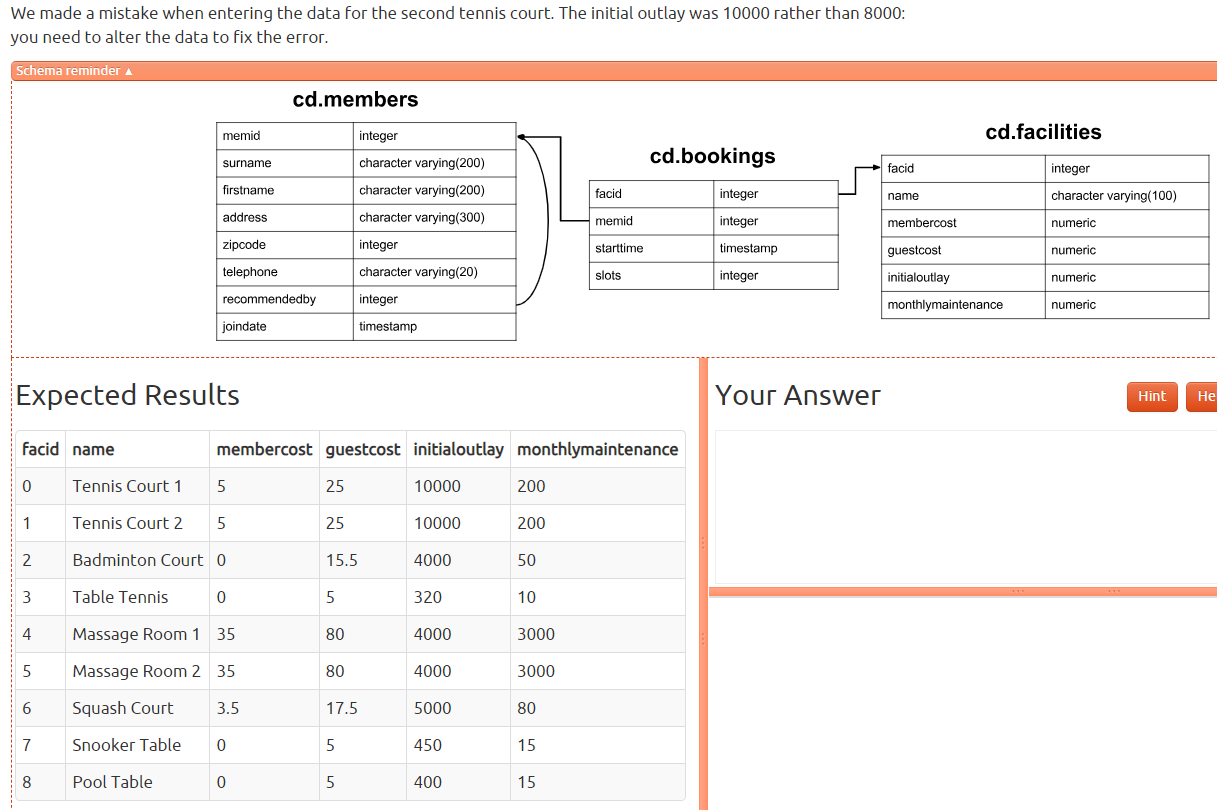 We made a mistake when entering the data for the second tennis court. The initial outlay was 10000 rather than 8000:
you need to alter the data to fix the error.
Schema reminder ▲
cd.members
memid integer
surname character varying(200)
firstname character varying(200)
address character varying(300)
zipcode integer
telephone character varying(20)
recommendedby integer
joindate timestamp
cd.bookings
facid integer
memid integer
starttime timestamp
slots integer
cd.facilities
facid integer
name character varying(100)
membercost numeric
guestcost numeric
initialoutlay numeric
monthlymaintenance numeric
Expected Results
facid name membercost guestcost initialoutlay monthlymaintenance
0 Tennis Court 1 5 25 10000 200
1 Tennis Court 2 5 25 10000 200
2 Badminton Court 0 15.5 4000 50
3 Table Tennis 0 5 320 10
4 Massage Room 1 35 80 4000 3000
5 Massage Room 2 35 80 4000 3000
6 Squash Court 3.5 17.5 5000 80
7 Snooker Table 0 5 450 15
8 Pool Table 0 5 400 15
Your Answer
Hint
He